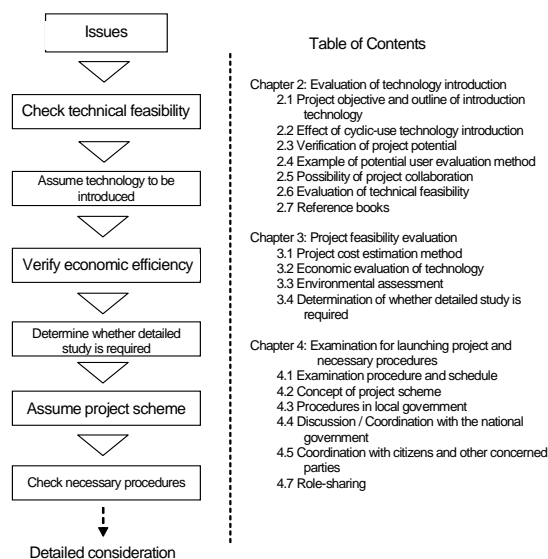 Issues
Check technical feasibility
Assume technology to be
introduced
Verify economic efficiency
Determine whether detailed
study is required
Assume project scheme
Check necessary procedures
Detailed consideration
Table of Contents
Chapter 2: Evaluation of technology introduction
2.1 Project objective and outline of introduction
technology
2.2 Effect of cyclic-use technology introduction
2.3 Verification of project potential
2.4 Example of potential user evaluation method
2.5 Possibility of project collaboration
2.6 Evaluation of technical feasibility
2.7 Reference books
Chapter 3: Project feasibility evaluation
3.1 Project cost estimation method
3.2 Economic evaluation of technology
3.3 Environmental assessment
3.4 Determination of whether detailed study is
required
Chapter 4: Examination for launching project and
necessary procedures
4.1 Examination procedure and schedule
4.2 Concept of project scheme
4.3 Procedures in local government
4.4 Discussion / Coordination with the national
government
4.5 Coordination with citizens and other concerned
parties
4.7 Role-sharing